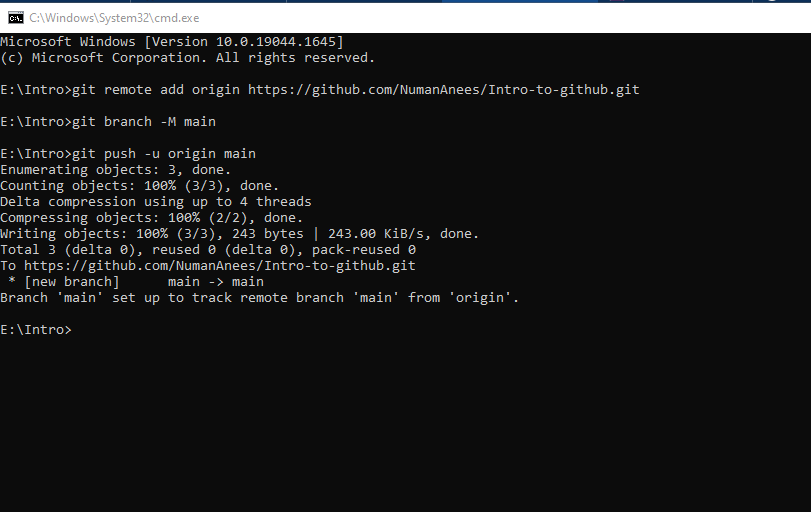 C:\Windows\System32\cmd.exe
Microsoft Windows [Version 10.0.19044.1645]
(c) Microsoft Corporation. All rights reserved.
E:\Intro>git remote add origin https://github.com/NumanAnees/Intro-to-github.git
E:\Intro>git branch -M main
E:\Intro>git push -u origin main
Enumerating objects: 3, done.
Counting objects: 100% (3/3), done.
Delta compression using up to 4 threads
Compressing objects: 100% (2/2), done.
Writing objects: 100% (3/3), 243 bytes | 243.00 KiB/s, done.
Total 3 (delta 0), reused 0 (delta 0), pack-reused 0
To https://github.com/NumanAnees/Intro-to-github.git
 * [new branch]      main -> main
Branch 'main' set up to track remote branch 'main' from 'origin'.
E:\Intro>